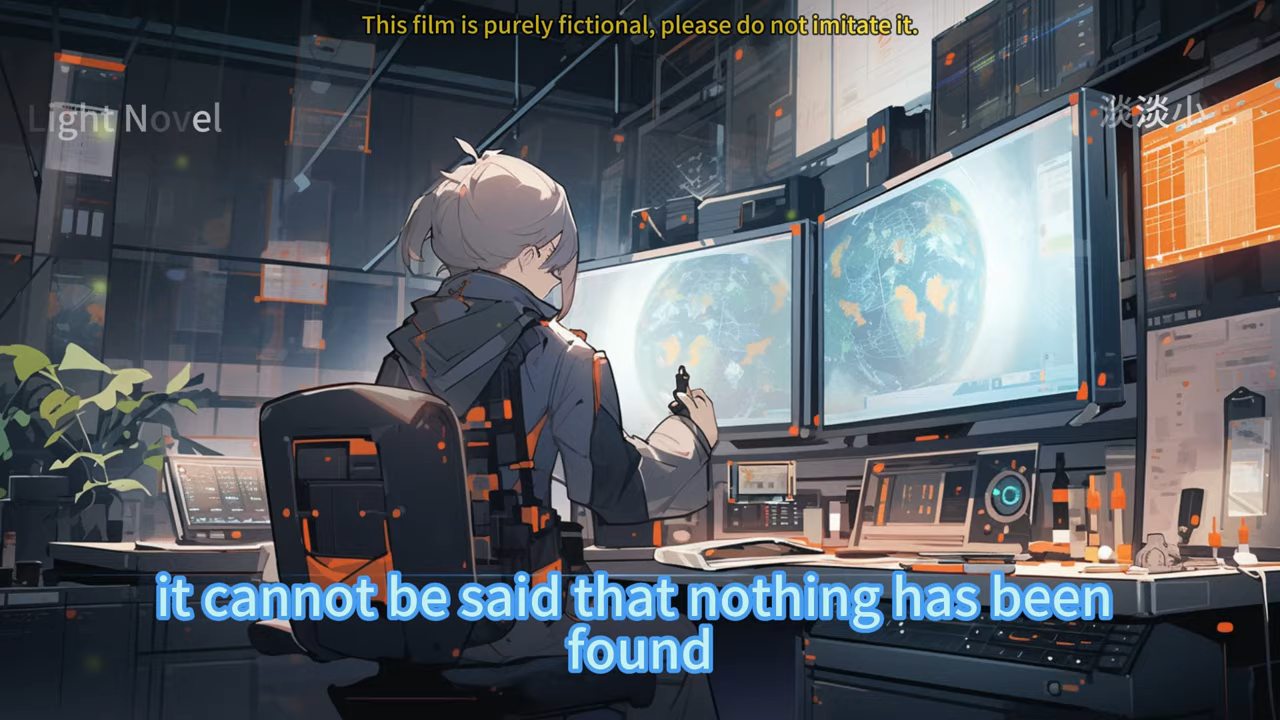 This film is purely fictional, please do not imitate it.
Light Novel
淡淡小
it cannot be said that nothing has been
found